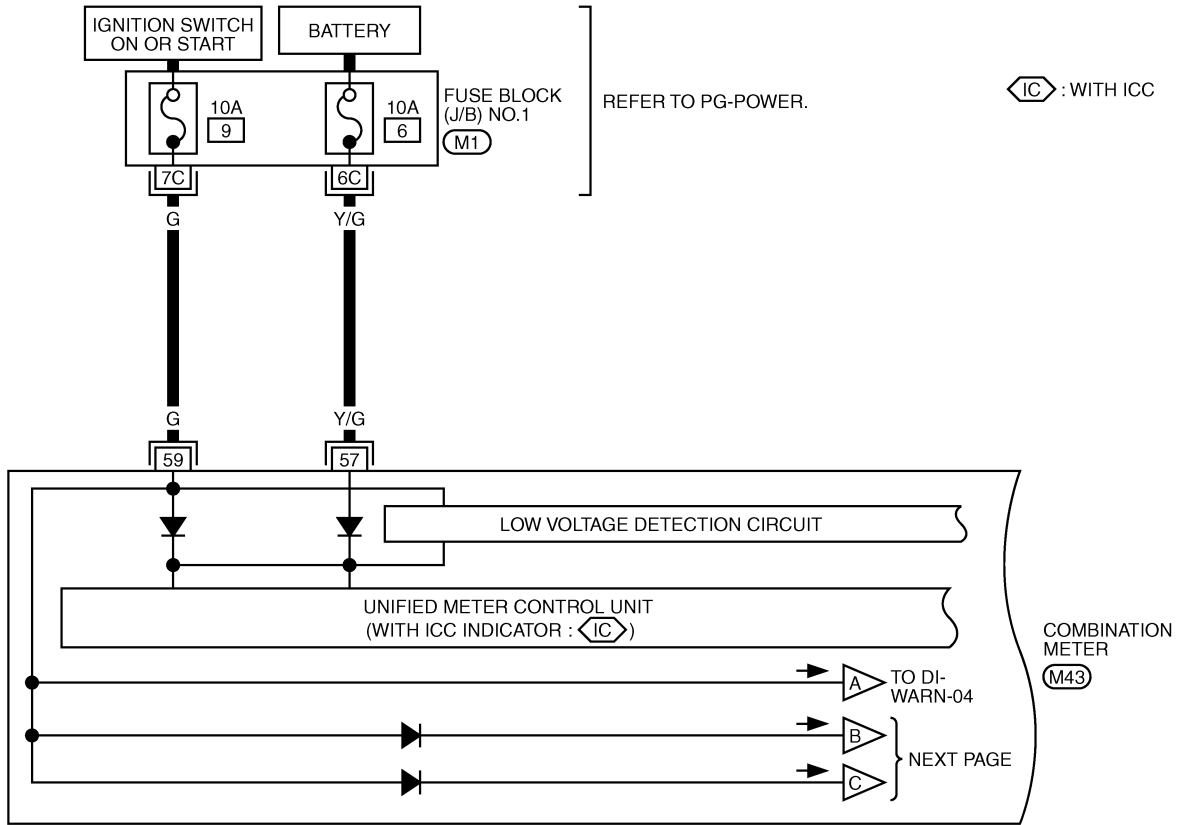 IGNITION SWITCH
ON OR START
BATTERY
10A
9
10A
6
FUSE BLOCK
(J/B) NO.1
M1
REFER TO PG-POWER.
IC : WITH ICC
7C
6C
G
Y/G
G
Y/G
59
57
LOW VOLTAGE DETECTION CIRCUIT
UNIFIED METER CONTROL UNIT
(WITH ICC INDICATOR : IC )
COMBINATION
METER
M43
A
TO DI-
WARN-04
B
NEXT PAGE
C